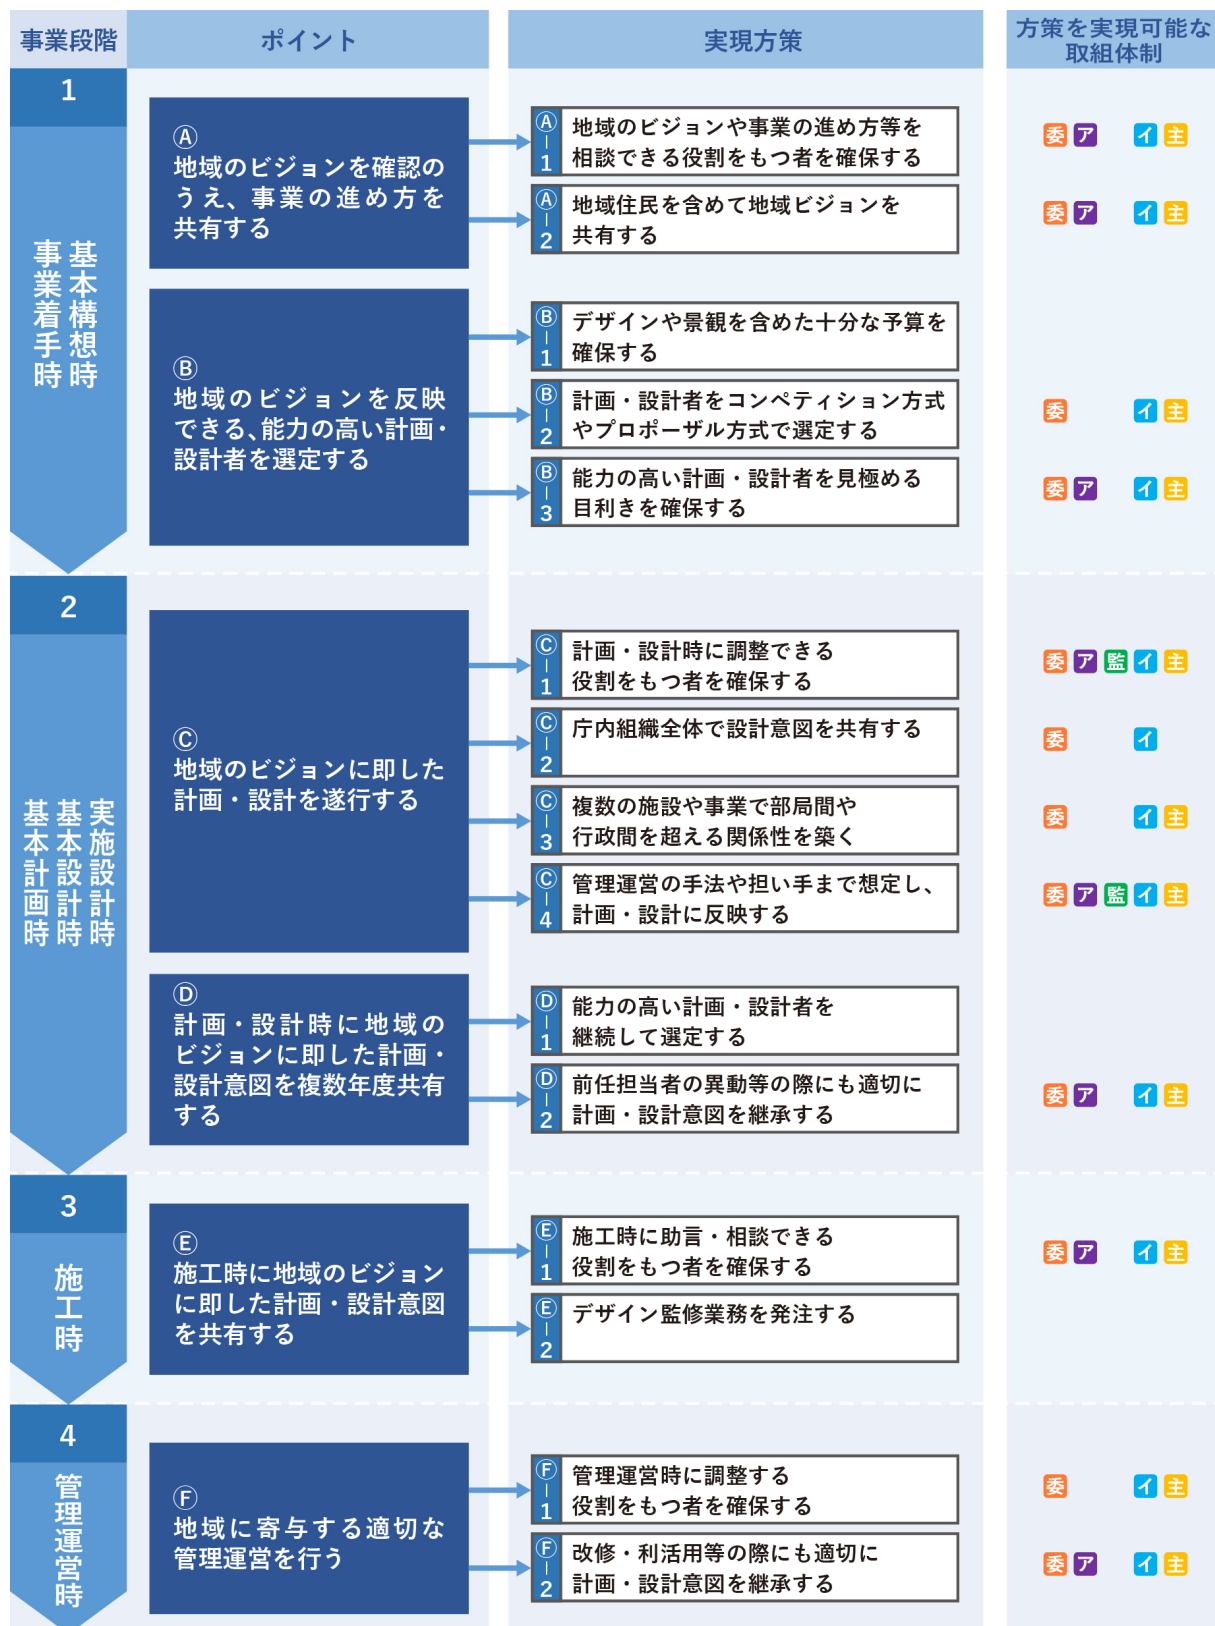 事業段階
ポイント
実現方策
方策を実現可能な
取組体制
1
基本構想時
事業着手時
Ⓐ
地域のビジョンを確認の
うえ、事業の進め方を
共有する
Ⓐ-1
地域のビジョンや事業の進め方等を
相談できる役割をもつ者を確保する
委 ア イ 主
Ⓐ-2
地域住民を含めて地域ビジョンを
共有する
委 ア イ 主
Ⓑ
地域のビジョンを反映
できる、能力の高い計画・
設計者を選定する
Ⓑ-1
デザインや景観を含めた十分な予算を
確保する
Ⓑ-2
計画・設計者をコンペティション方式
やプロポーザル方式で選定する
委 イ 主
Ⓑ-3
能力の高い計画・設計者を見極める
目利きを確保する
委 ア イ 主
2
実施設計時
基本設計時
基本計画時
Ⓒ
地域のビジョンに即した
計画・設計を遂行する
Ⓒ-1
計画・設計時に調整できる
役割をもつ者を確保する
委 ア 監 イ 主
Ⓒ-2
庁内組織全体で設計意図を共有する
委 イ
Ⓒ-3
複数の施設や事業で部局間や
行政間を超える関係性を築く
委 イ 主
Ⓒ-4
管理運営の手法や担い手まで想定し、
計画・設計に反映する
委 ア 監 イ 主
Ⓓ
計画・設計時に地域の
ビジョンに即した計画・
設計意図を複数年度共有
する
Ⓓ-1
能力の高い計画・設計者を
継続して選定する
Ⓓ-2
前任担当者の異動等の際にも適切に
計画・設計意図を継承する
委 ア イ 主
3
施工時
Ⓔ
施工時に地域のビジョン
に即した計画・設計意図
を共有する
Ⓔ-1
施工時に助言・相談できる
役割をもつ者を確保する
委 ア イ 主
Ⓔ-2
デザイン監修業務を発注する
4
管理運営時
Ⓕ
地域に寄与する適切な
管理運営を行う
Ⓕ-1
管理運営時に調整する
役割をもつ者を確保する
委 イ 主
Ⓕ-2
改修・利活用等の際にも適切に
計画・設計意図を継承する
委 ア イ 主